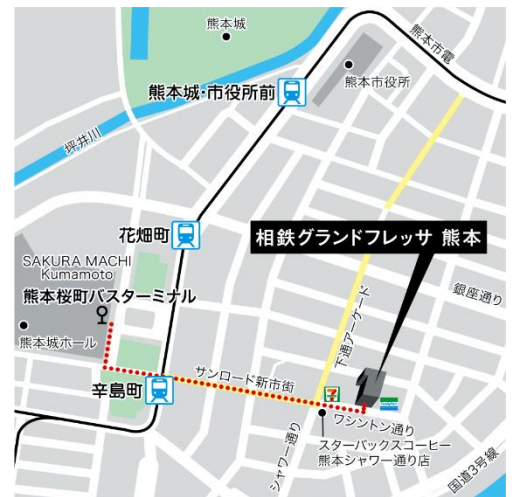 熊本城
熊本市電
熊本城・市役所前
熊本市役所
坪井川
花畑町
相鉄グランドフレッサ 熊本
SAKURA MACHI
Kumamoto
熊本桜町バスターミナル
銀座通り
熊本城ホール
下通アーケード
サンロード新市街
辛島町
7
ワシントン通り
シャワー通り
スターバックスコーヒー
熊本シャワー通り店
国道3号線